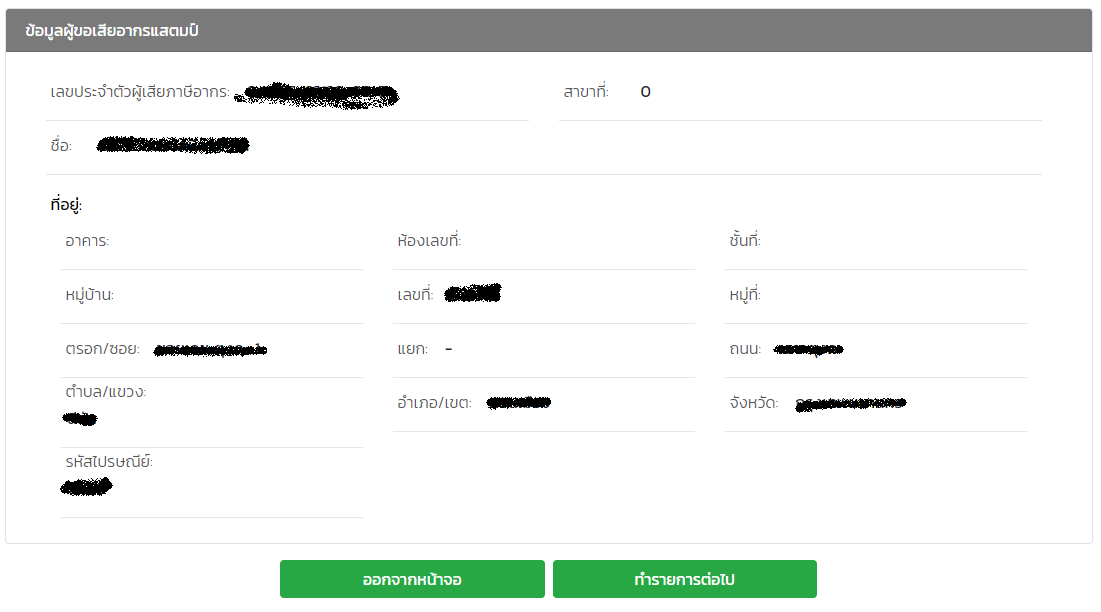 ข้อมูลผู้ขอเสียอากรแสตมป์
เลขประจำตัวผู้เสียภาษีอากร: สาขาที่: 0
ชื่อ:
ที่อยู่:
อาคาร: ห้องเลขที่: ชั้นที่:
หมู่บ้าน: เลขที่: หมู่ที่:
ตรอก/ซอย: แยก: - ถนน:
ตำบล/แขวง:
อำเภอ/เขต: จังหวัด:
รหัสไปรษณีย์:
ออกจากหน้าจอ ทำรายการต่อไป